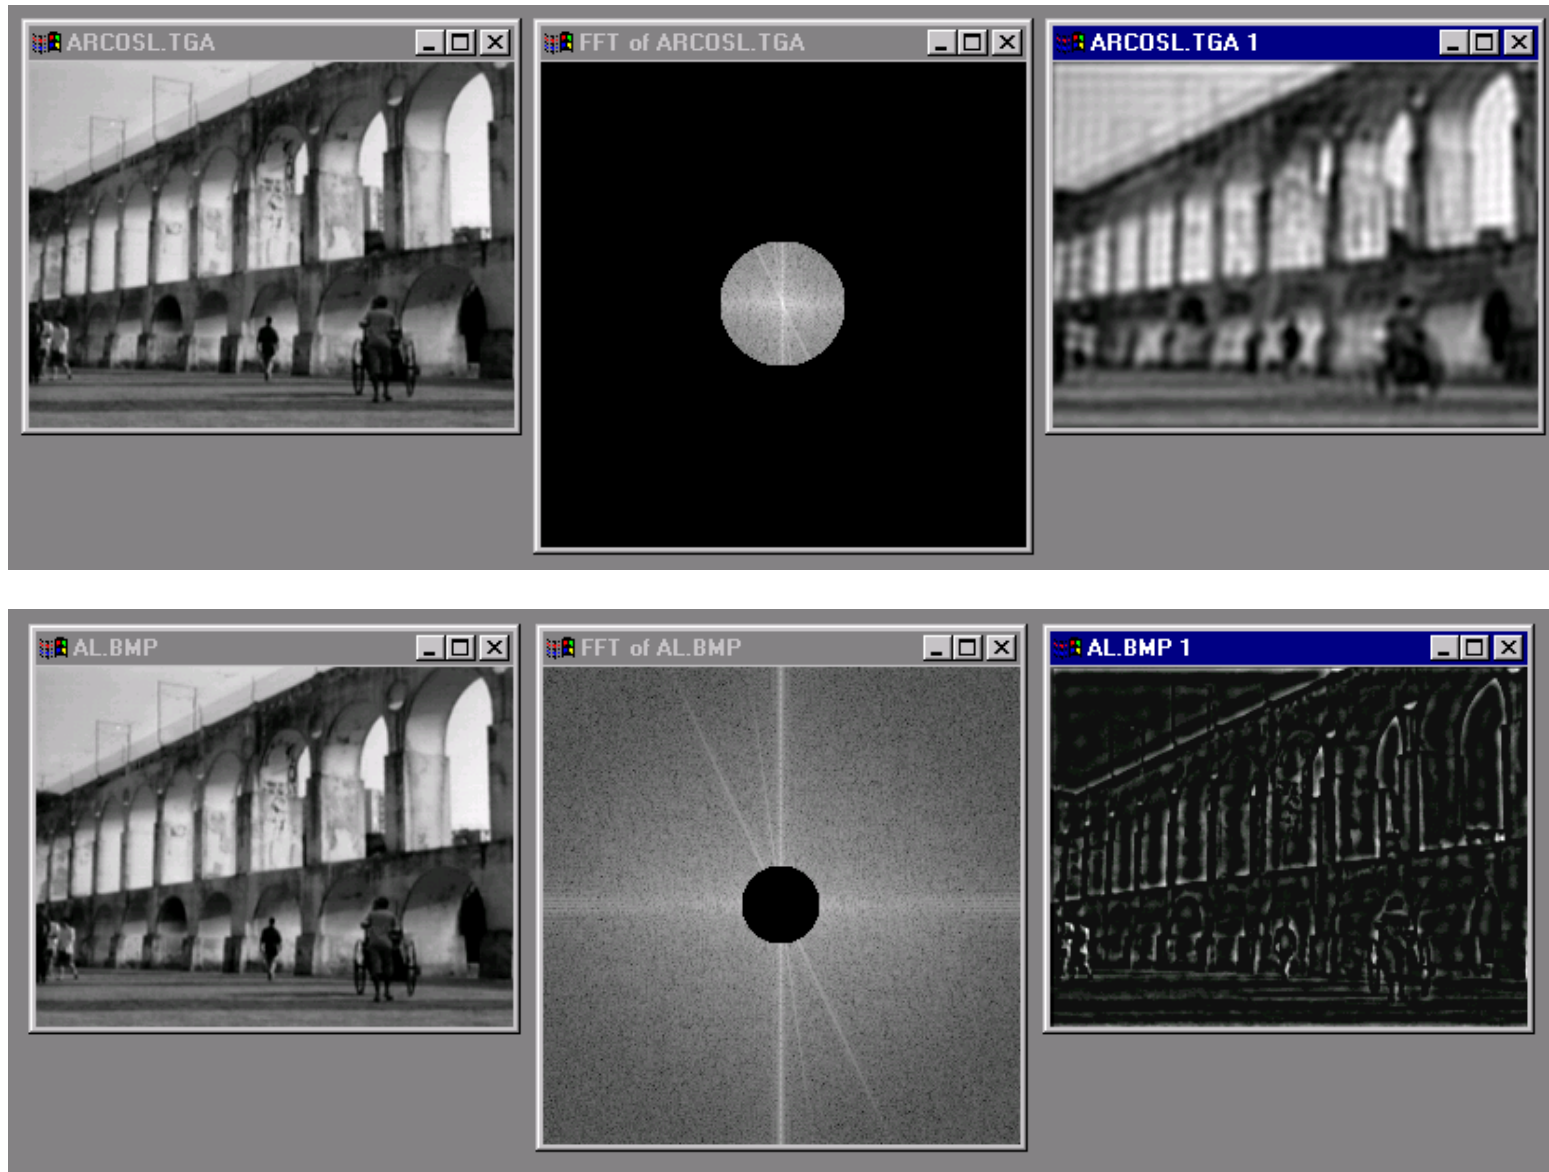 ARCOSL.TGA
FFT of ARCOSL.TGA
ARCOSL.TGA 1
AL.BMP
FFT of AL.BMP
AL.BMP 1